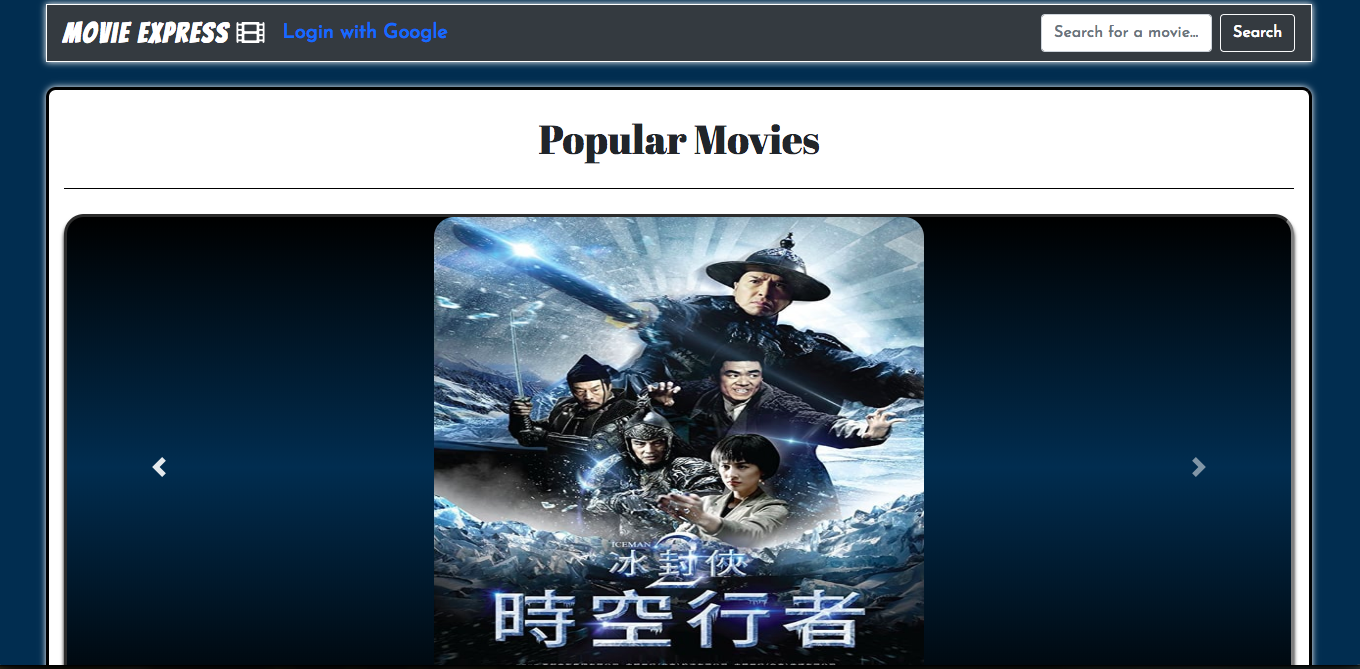 MOVIE EXPRESS Login with Google Search for a movie... Search
Popular Movies
ICEMAN 2
冰封俠
時空行者